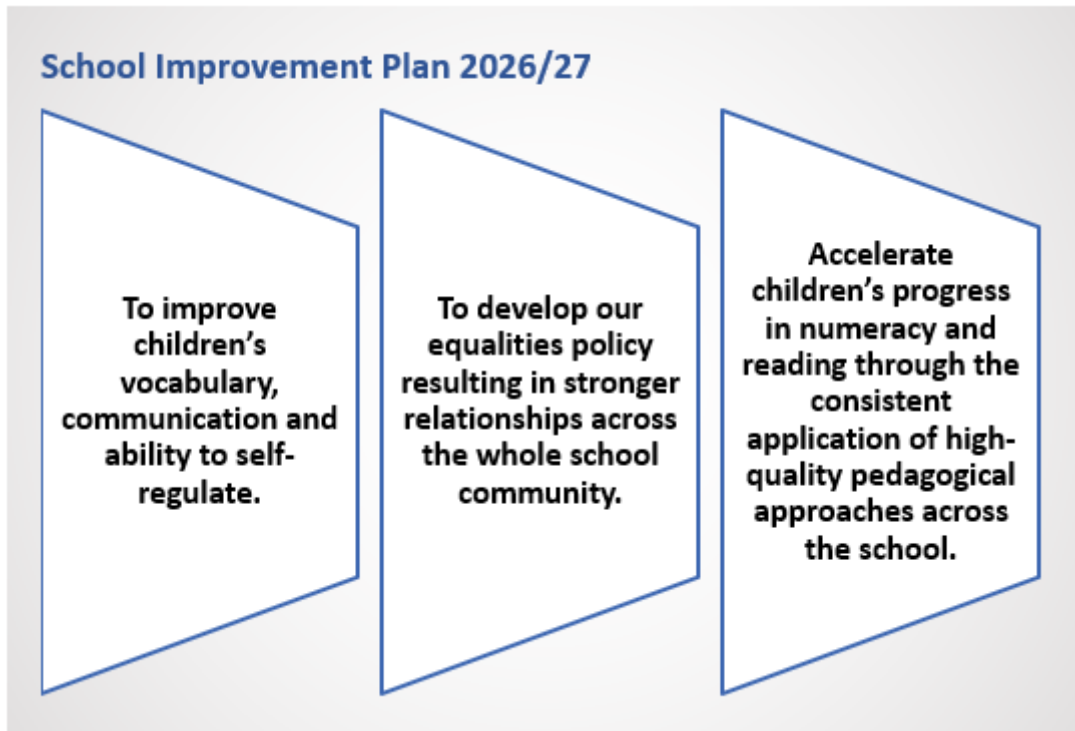 School Improvement Plan 2026/27
To improve
children’s
vocabulary,
communication and
ability to self-
regulate.
To develop our
equalities policy
resulting in stronger
relationships across
the whole school
community.
Accelerate
children’s progress
in numeracy and
reading through the
consistent
application of high-
quality pedagogical
approaches across
the school.